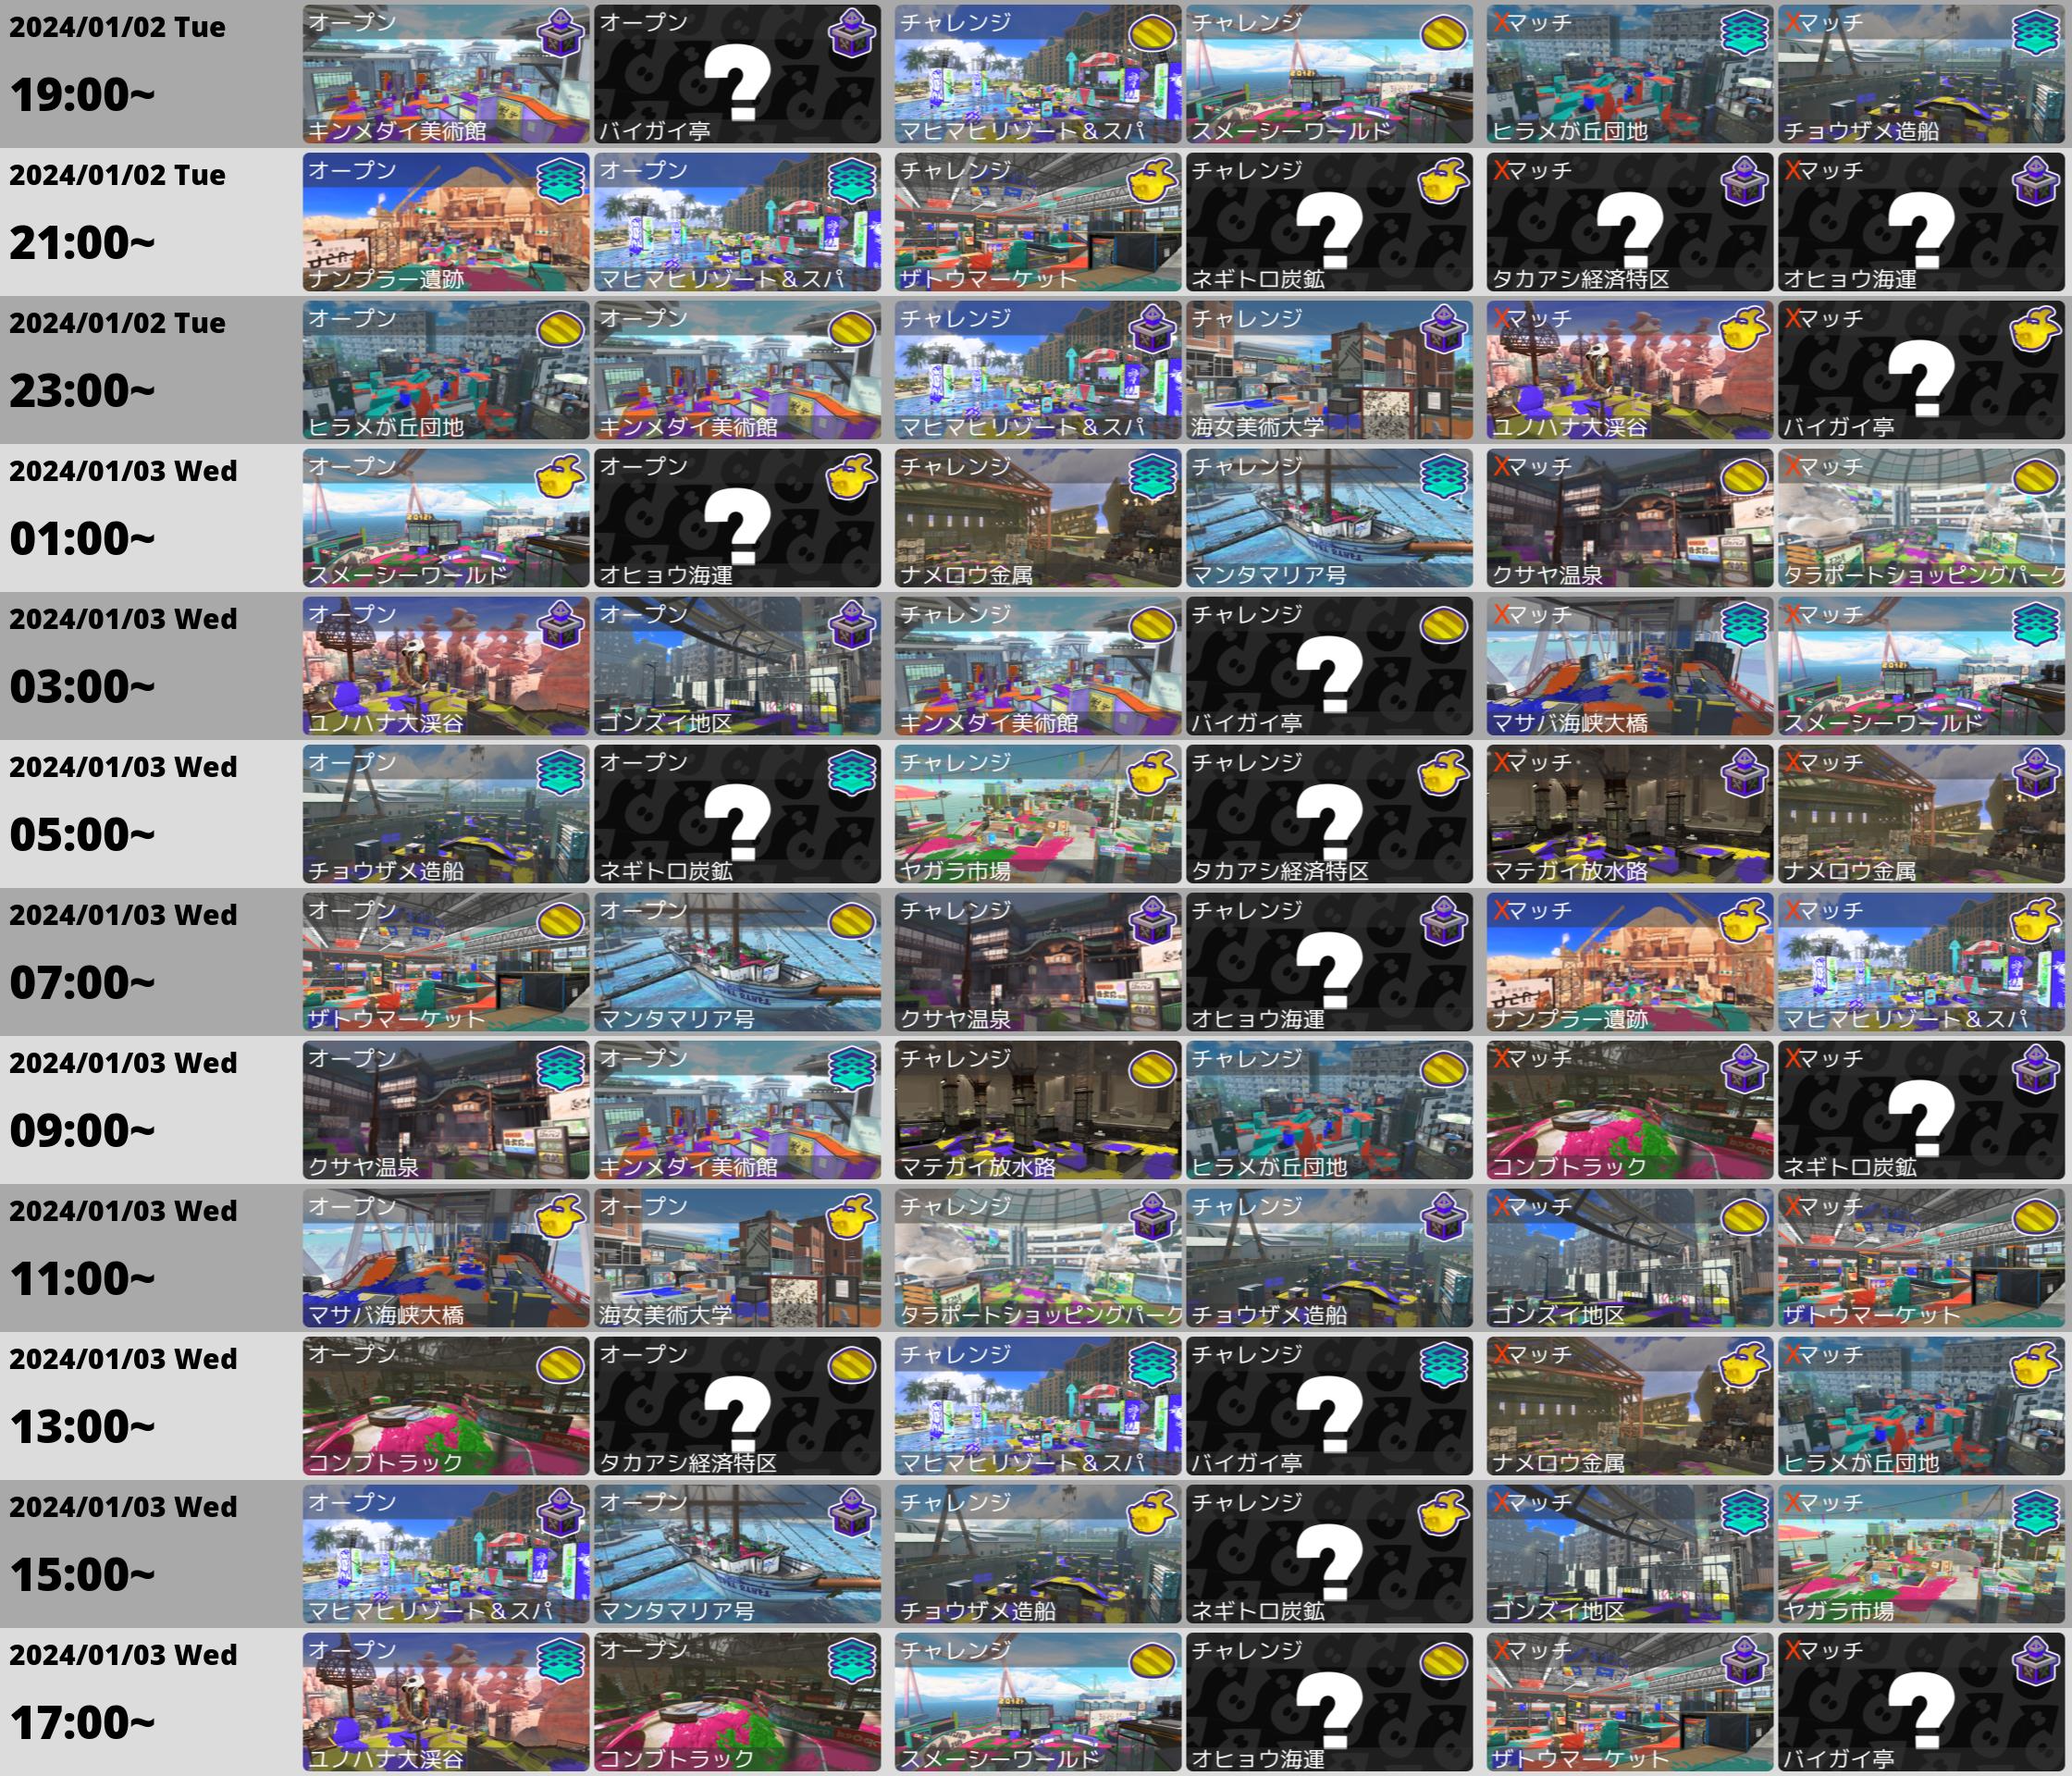 2024/01/02 Tue
19:00~
オープン
キンメダイ美術館
オープン
バイガイ亭
チャレンジ
マヒマヒリゾート＆スパ
チャレンジ
スメーシーワールド
Xマッチ
ヒラメが丘団地
Xマッチ
チョウザメ造船
2024/01/02 Tue
21:00~
オープン
ナンプラー遺跡
オープン
マヒマヒリゾート＆スパ
チャレンジ
ザトウマーケット
チャレンジ
ネギトロ炭鉱
Xマッチ
タカアシ経済特区
Xマッチ
オヒョウ海運
2024/01/02 Tue
23:00~
オープン
ヒラメが丘団地
オープン
キンメダイ美術館
チャレンジ
マヒマヒリゾート＆スパ
チャレンジ
海女美術大学
Xマッチ
ユノハナ大渓谷
Xマッチ
バイガイ亭
2024/01/03 Wed
01:00~
オープン
スメーシーワールド
オープン
オヒョウ海運
チャレンジ
ナメロウ金属
チャレンジ
マンタマリア号
Xマッチ
クサヤ温泉
Xマッチ
タラポートショッピングパーク
2024/01/03 Wed
03:00~
オープン
ユノハナ大渓谷
オープン
ゴンズイ地区
チャレンジ
キンメダイ美術館
チャレンジ
バイガイ亭
Xマッチ
マサバ海峡大橋
Xマッチ
スメーシーワールド
2024/01/03 Wed
05:00~
オープン
チョウザメ造船
オープン
ネギトロ炭鉱
チャレンジ
ヤガラ市場
チャレンジ
タカアシ経済特区
Xマッチ
マテガイ放水路
Xマッチ
ナメロウ金属
2024/01/03 Wed
07:00~
オープン
ザトウマーケット
オープン
マンタマリア号
チャレンジ
クサヤ温泉
チャレンジ
オヒョウ海運
Xマッチ
ナンプラー遺跡
Xマッチ
マヒマヒリゾート＆スパ
2024/01/03 Wed
09:00~
オープン
クサヤ温泉
オープン
キンメダイ美術館
チャレンジ
マテガイ放水路
チャレンジ
ヒラメが丘団地
Xマッチ
コンブトラック
Xマッチ
ネギトロ炭鉱
2024/01/03 Wed
11:00~
オープン
マサバ海峡大橋
オープン
海女美術大学
チャレンジ
タラポートショッピングパーク
チャレンジ
チョウザメ造船
Xマッチ
ゴンズイ地区
Xマッチ
ザトウマーケット
2024/01/03 Wed
13:00~
オープン
コンブトラック
オープン
タカアシ経済特区
チャレンジ
マヒマヒリゾート＆スパ
チャレンジ
バイガイ亭
Xマッチ
ナメロウ金属
Xマッチ
ヒラメが丘団地
2024/01/03 Wed
15:00~
オープン
マヒマヒリゾート＆スパ
オープン
マンタマリア号
チャレンジ
チョウザメ造船
チャレンジ
ネギトロ炭鉱
Xマッチ
ゴンズイ地区
Xマッチ
ヤガラ市場
2024/01/03 Wed
17:00~
オープン
ユノハナ大渓谷
オープン
コンブトラック
チャレンジ
スメーシーワールド
チャレンジ
オヒョウ海運
Xマッチ
ザトウマーケット
Xマッチ
バイガイ亭